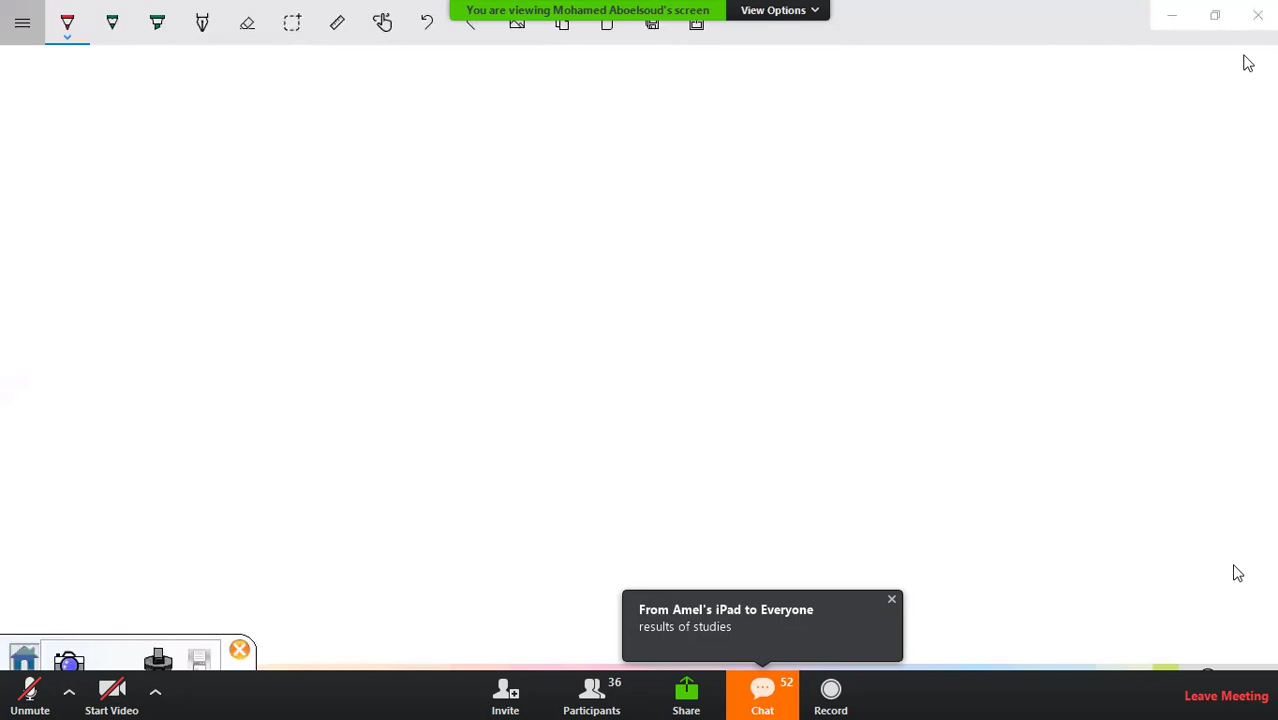 You are viewing Mohamed Aboelsoud's screen
View Options
From Amel's iPad to Everyone
results of studies
Unmute
Start Video
Invite
36
Participants
Share
52
Chat
Record
Leave Meeting